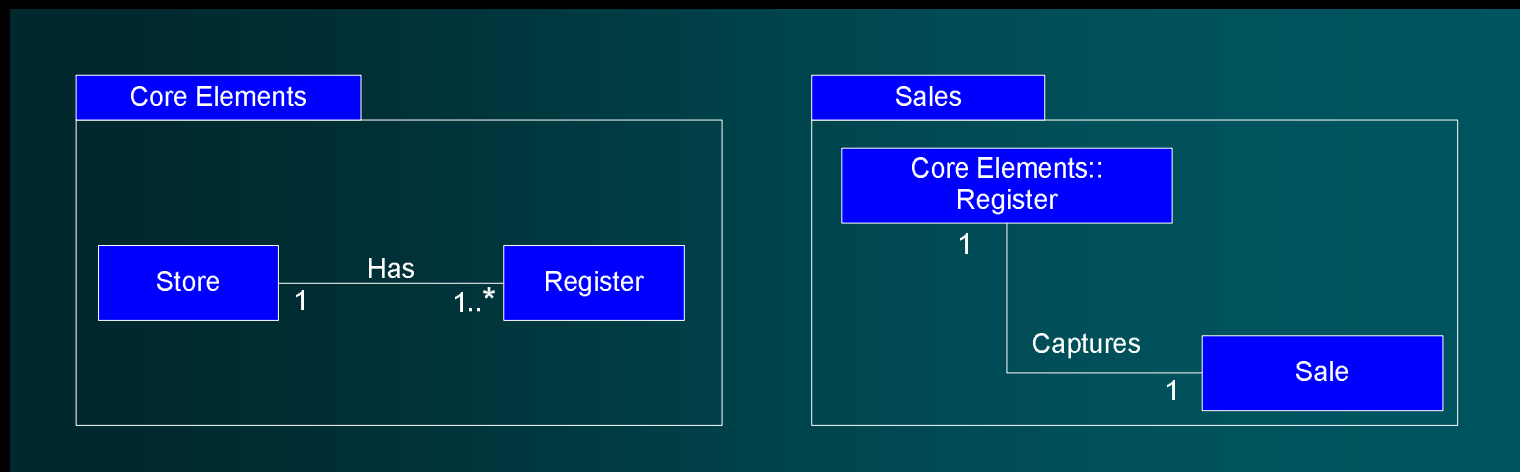 Core Elements
Sales
Core Elements::
Register
1
Store
Has
Register
1
1..*
Captures
Sale
1